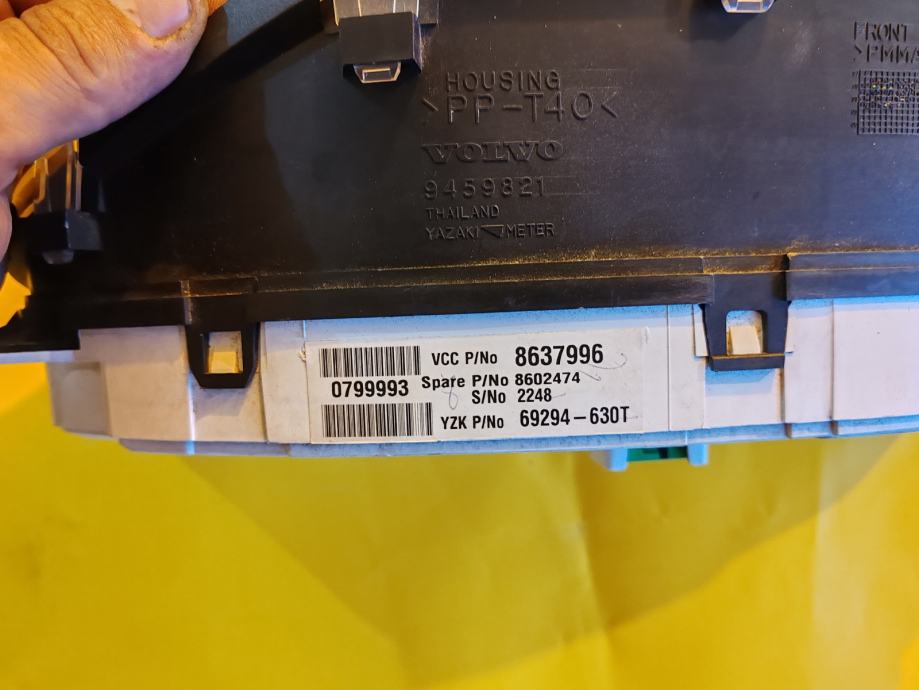 HOUSING
>PP-T40<
VOLVO
9459821
THAILAND
YAZAKI METER
FRONT
>PMMA
VCC P/No 8637996
0799993 Spare P/No 8602474
S/No 2248
YZK P/No 69294-630T